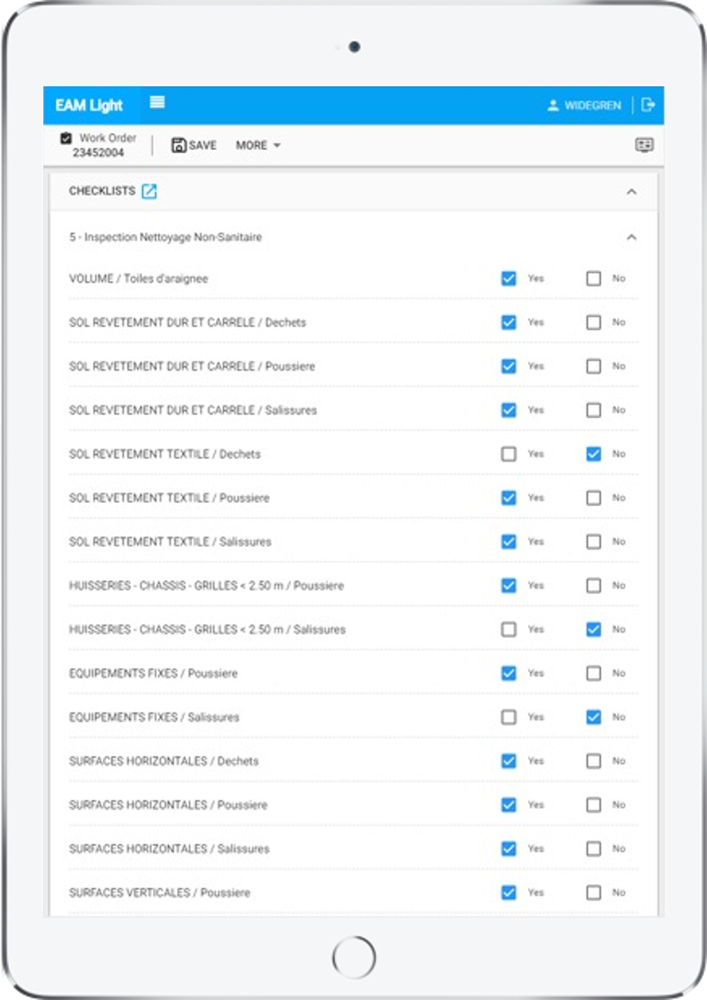 EAM Light WIDEGREN
Work Order
23452004
SAVE MORE
CHECKLISTS
5 - Inspection Nettoyage Non-Sanitaire
VOLUME / Toiles d'araignee Yes No
SOL REVETEMENT DUR ET CARRELE / Dechets Yes No
SOL REVETEMENT DUR ET CARRELE / Poussiere Yes No
SOL REVETEMENT DUR ET CARRELE / Salissures Yes No
SOL REVETEMENT TEXTILE / Dechets Yes No
SOL REVETEMENT TEXTILE / Poussiere Yes No
SOL REVETEMENT TEXTILE / Salissures Yes No
HUISSERIES - CHASSIS - GRILLES < 2.50 m / Poussiere Yes No
HUISSERIES - CHASSIS - GRILLES < 2.50 m / Salissures Yes No
EQUIPEMENTS FIXES / Poussiere Yes No
EQUIPEMENTS FIXES / Salissures Yes No
SURFACES HORIZONTALES / Dechets Yes No
SURFACES HORIZONTALES / Poussiere Yes No
SURFACES HORIZONTALES / Salissures Yes No
SURFACES VERTICALES / Poussiere Yes No